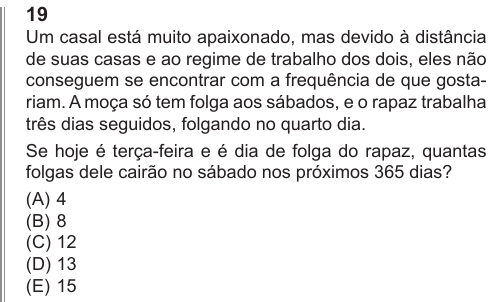 19
Um casal está muito apaixonado, mas devido à distância
de suas casas e ao regime de trabalho dos dois, eles não
conseguem se encontrar com a frequência de que gosta-
riam. A moça só tem folga aos sábados, e o rapaz trabalha
três dias seguidos, folgando no quarto dia.
Se hoje é terça-feira e é dia de folga do rapaz, quantas
folgas dele cairão no sábado nos próximos 365 dias?
(A) 4
(B) 8
(C) 12
(D) 13
(E) 15